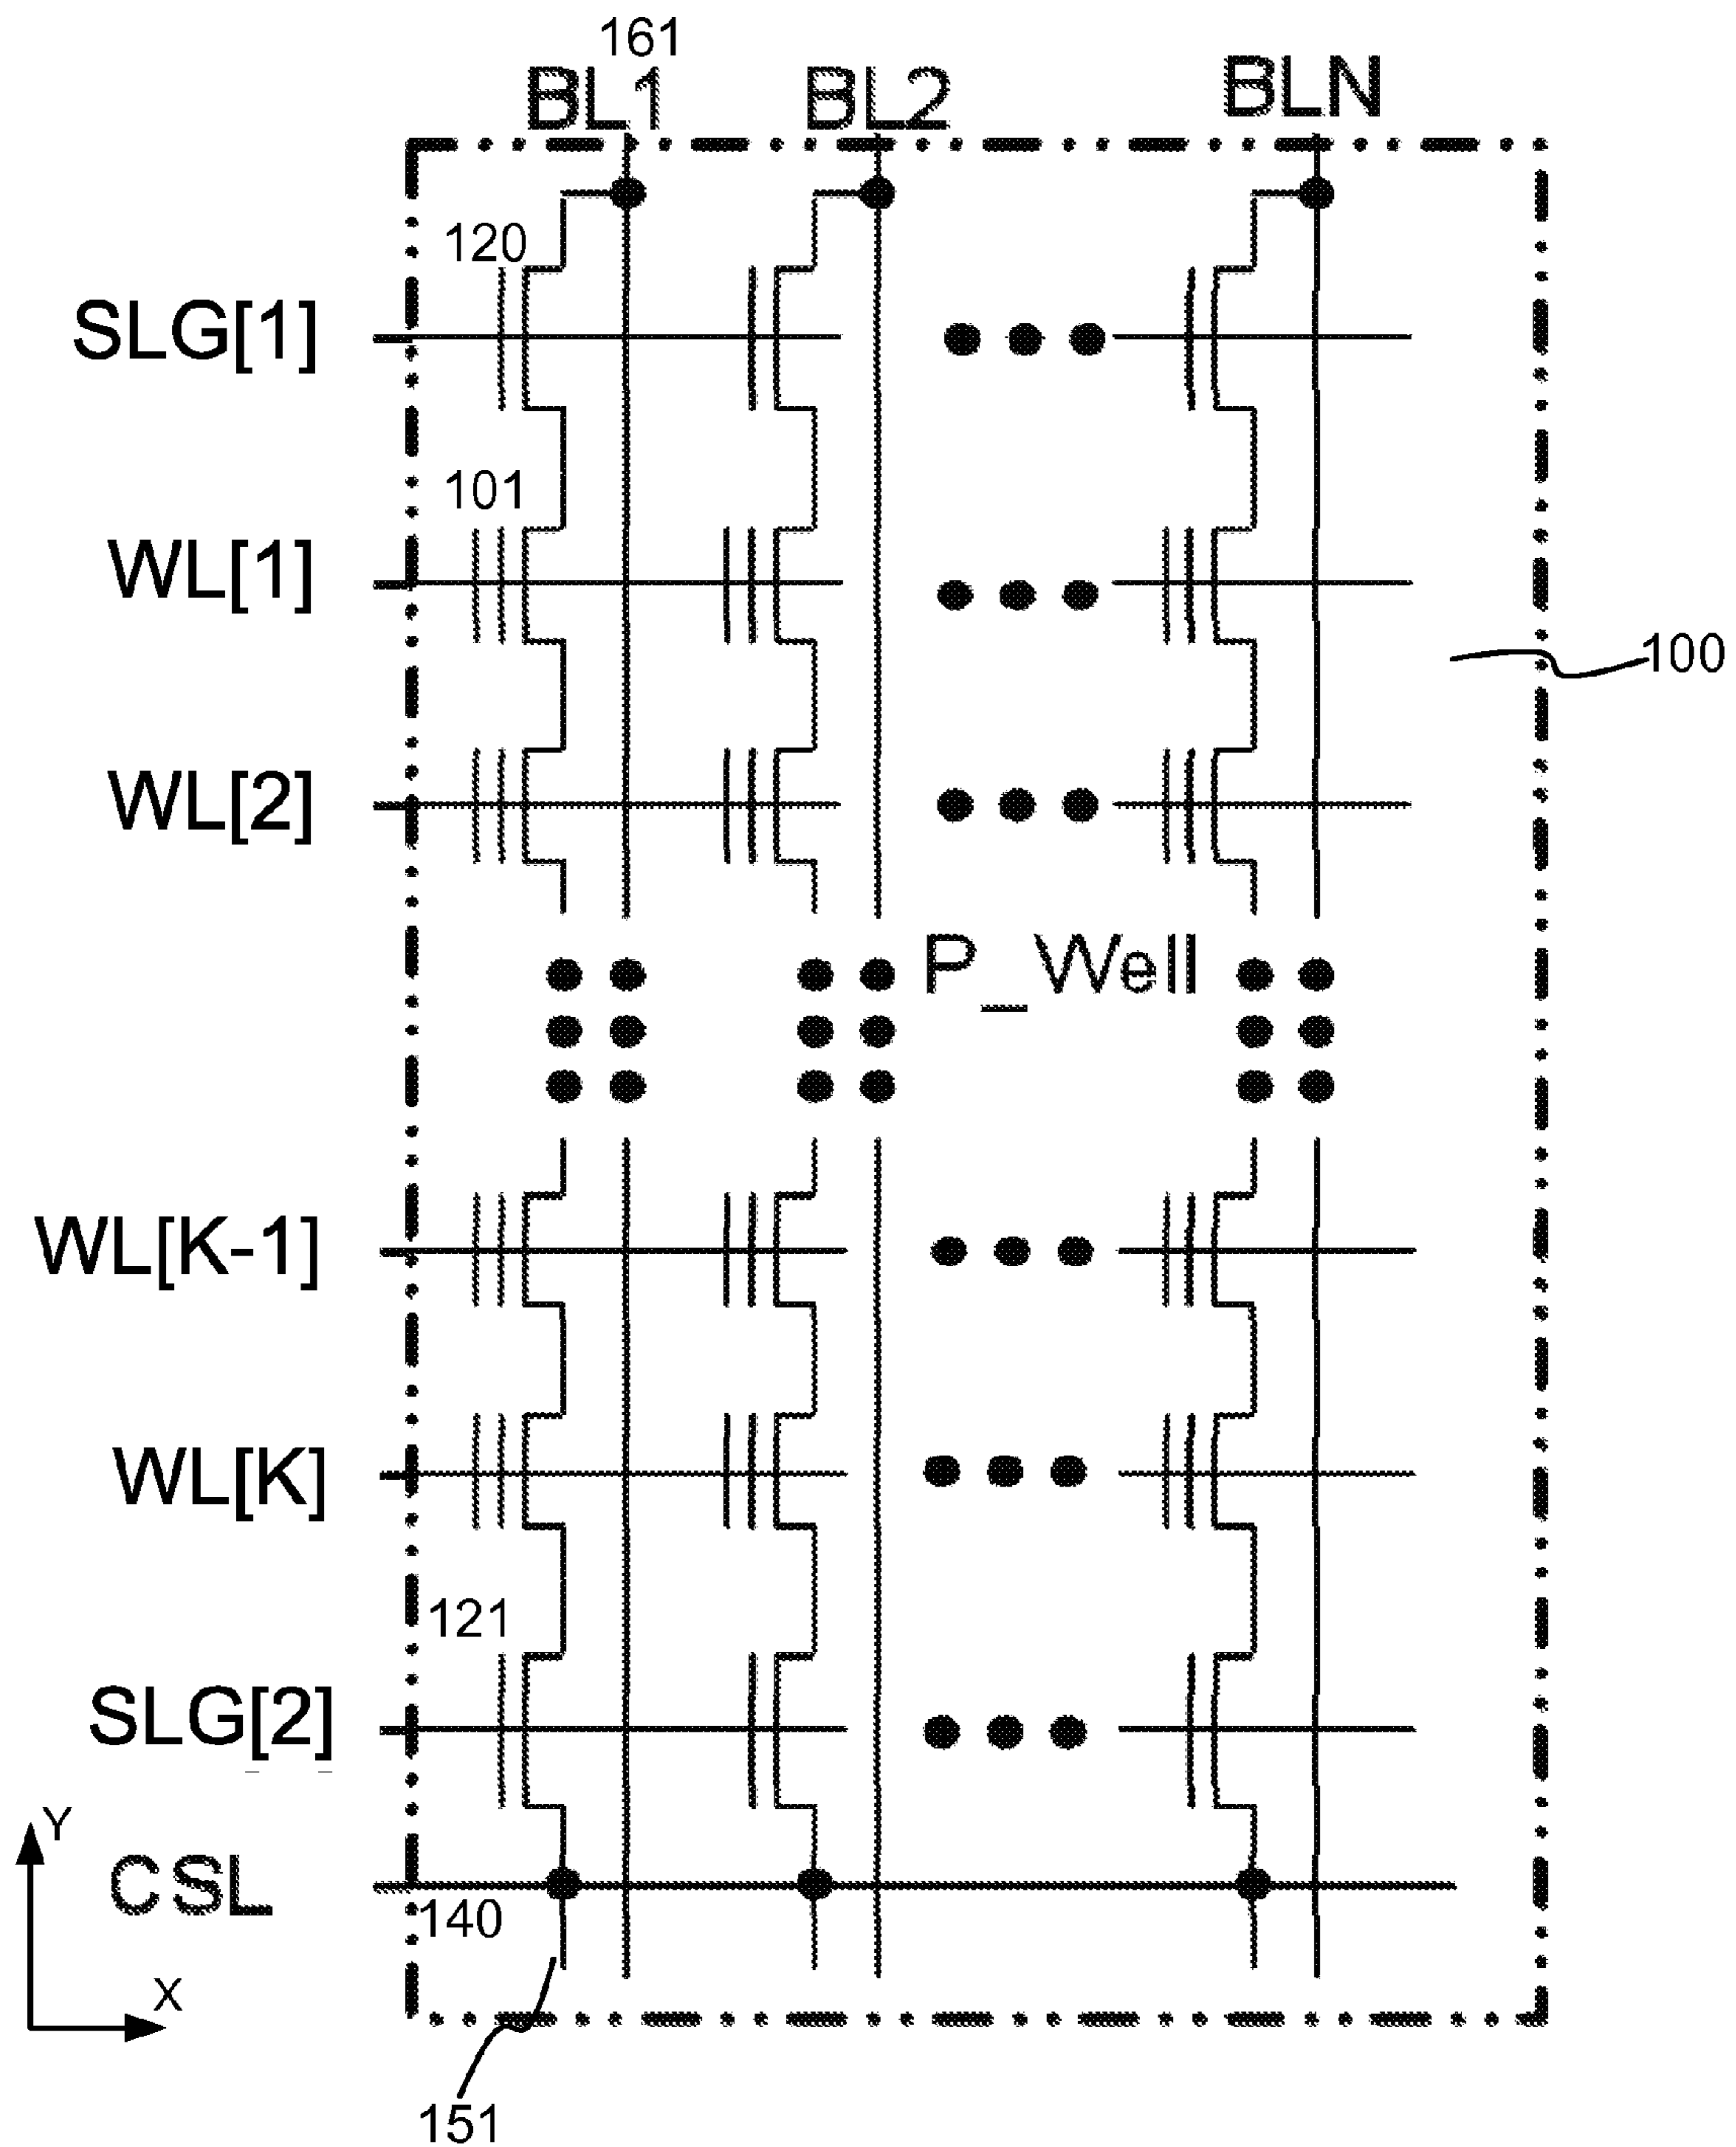 161
BL1 BL2 BLN
120
SLG[1]
101
WL[1]
100
WL[2]
P_Well
WL[K-1]
WL[K]
121
SLG[2]
Y
CSL
140
X
151